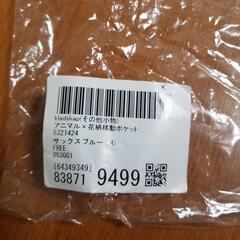 K
kladskap(その他小物)
アニマル×花柄移動ポケット
5321424
サックスブルー (
FREE
(05300)
[64349349]
83871 9499